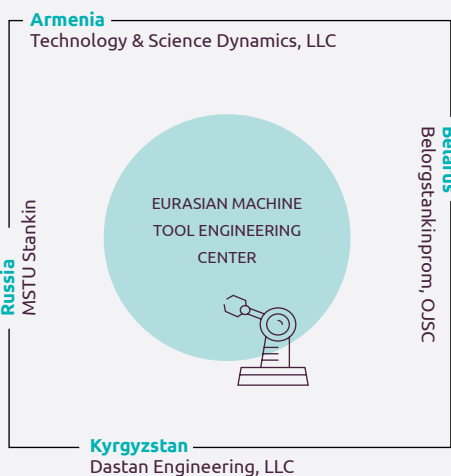 Armenia
Technology & Science Dynamics, LLC
Belarus
Belorgstankinprom, OJSC
EURASIAN MACHINE
TOOL ENGINEERING
CENTER
Russia
MSTU Stankin
Kyrgyzstan
Dastan Engineering, LLC